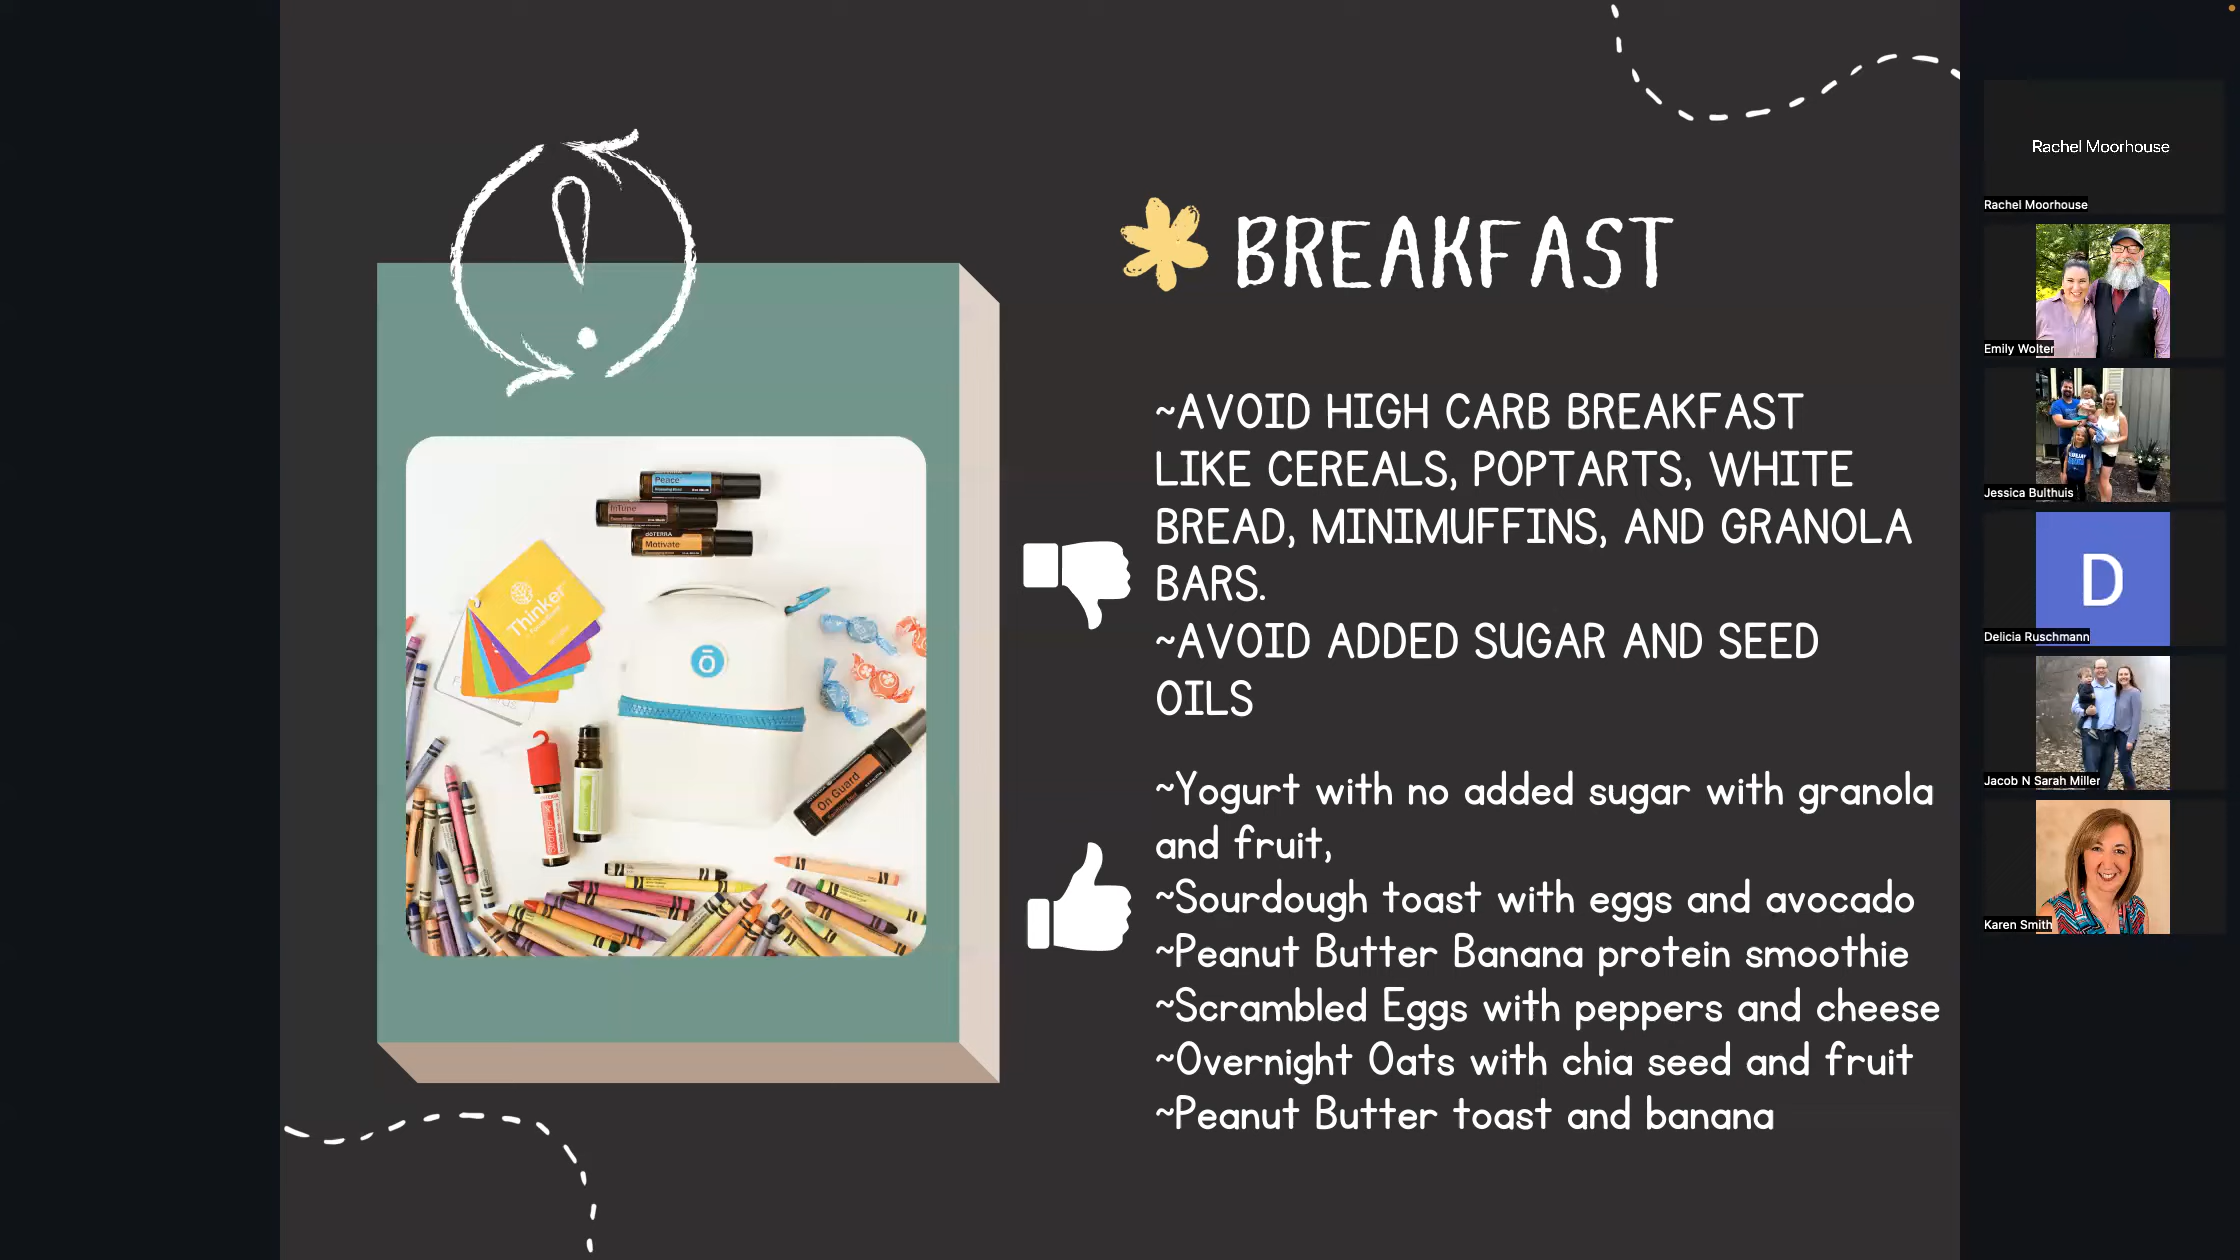 BREAKFAST
~AVOID HIGH CARB BREAKFAST
LIKE CEREALS, POPTARTS, WHITE
BREAD, MINIMUFFINS, AND GRANOLA
BARS.
~AVOID ADDED SUGAR AND SEED
OILS
~Yogurt with no added sugar with granola
and fruit,
~Sourdough toast with eggs and avocado
~Peanut Butter Banana protein smoothie
~Scrambled Eggs with peppers and cheese
~Overnight Oats with chia seed and fruit
~Peanut Butter toast and banana
Peace
InTune
dōTERRA
Motivate
Thinker
ō
On Guard
Rachel Moorhouse
Rachel Moorhouse
Emily Wolter
Jessica Bulthuis
D
Delicia Ruschmann
Jacob N Sarah Miller
Karen Smith